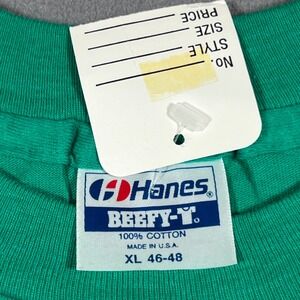 No.
STYLE
SIZE
PRICE
Hanes®
BEEFY-T®
100% COTTON
MADE IN U.S.A.
XL 46-48